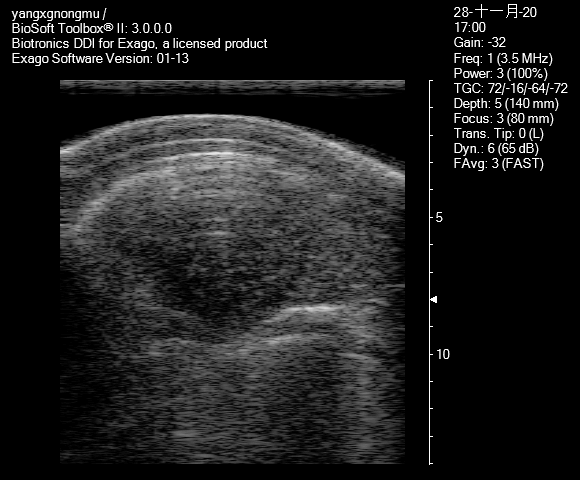 yangxgnongmu /
BioSoft Toolbox® II: 3.0.0.0
Biotronics DDI for Exago, a licensed product
Exago Software Version: 01-13
28-十一月-20
17:00
Gain: -32
Freq: 1 (3.5 MHz)
Power: 3 (100%)
TGC: 72/-16/-64/-72
Depth: 5 (140 mm)
Focus: 3 (80 mm)
Trans. Tip: 0 (L)
Dyn.: 6 (65 dB)
FAvg: 3 (FAST)
5
10